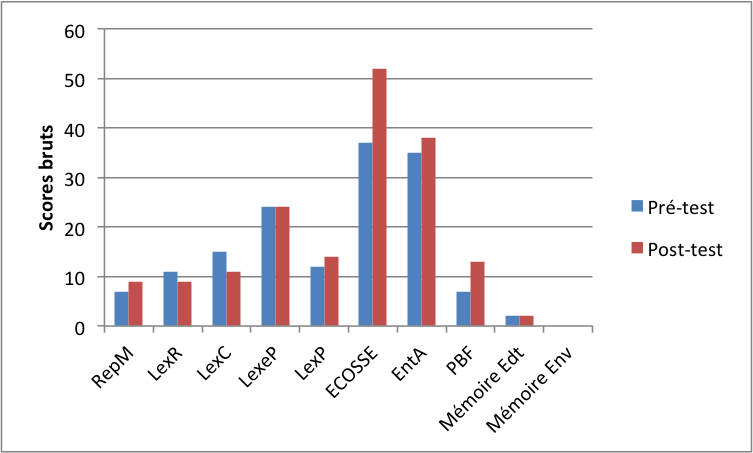 Scores bruts
60
50
40
30
20
10
0
RepM
LexR
LexC
LexeP
LexP
ECOSSE
EntA
PBF
Mémoire Edt
Mémoire Env
Pré-test
Post-test